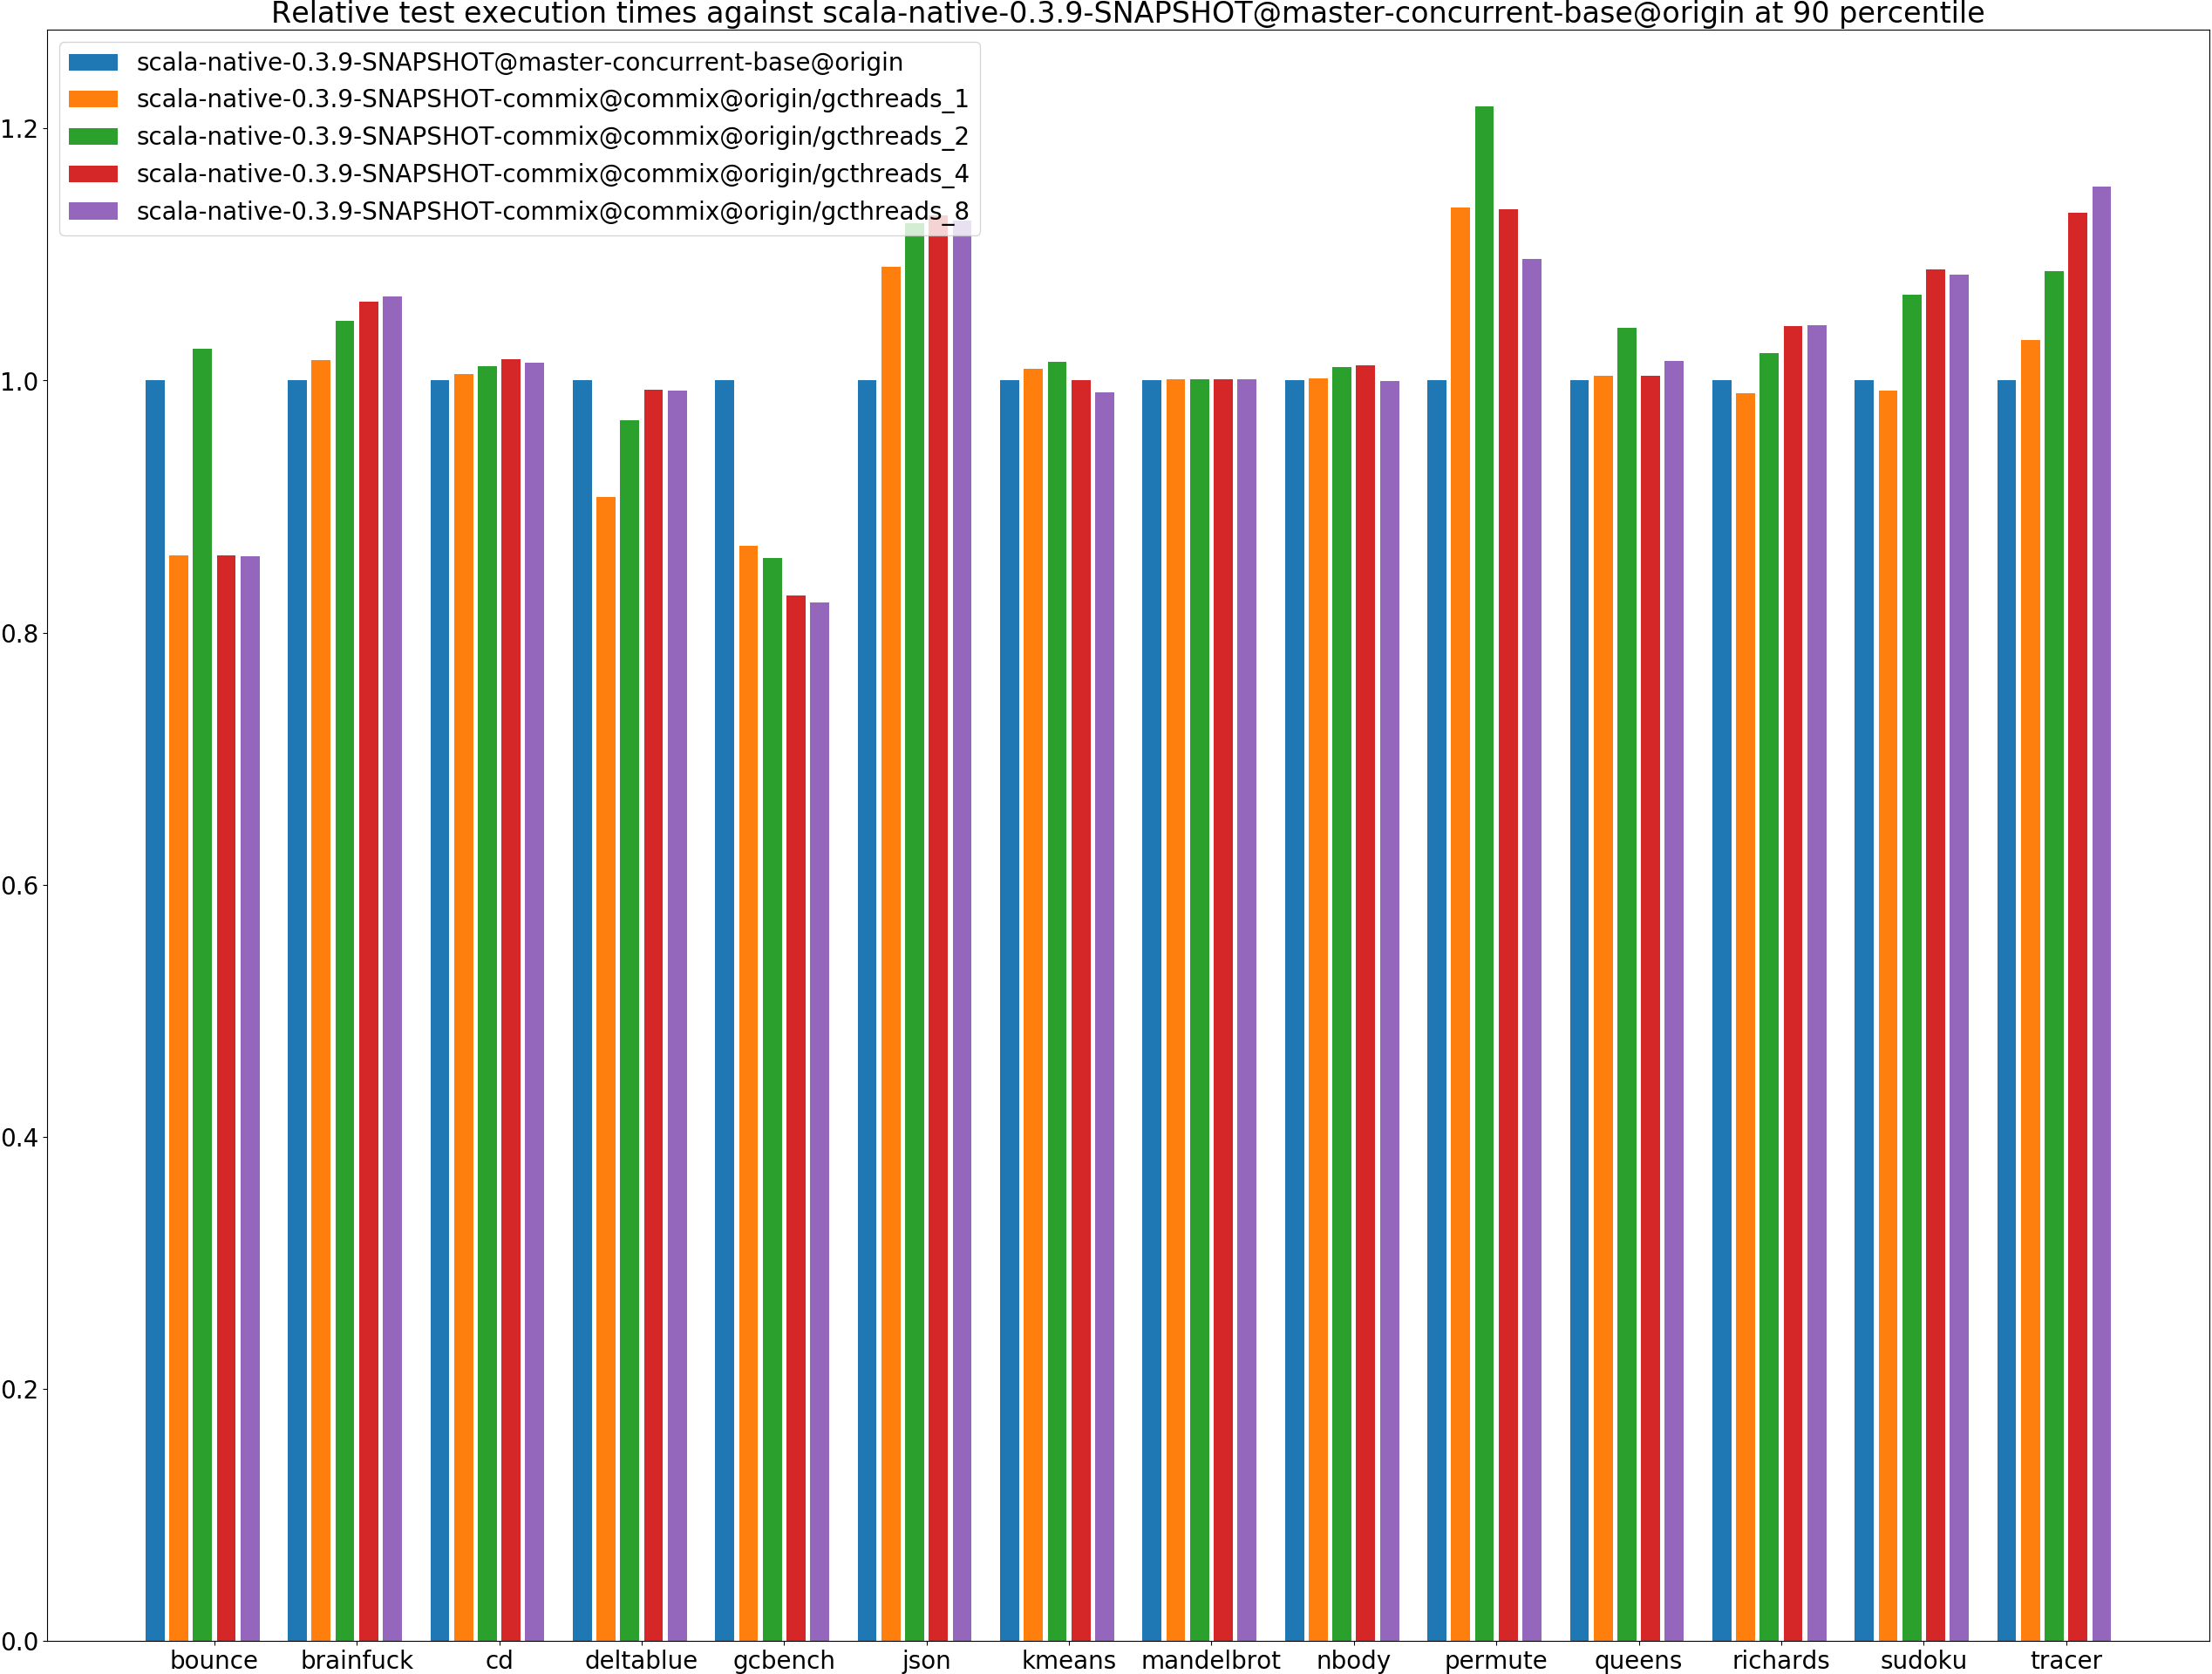 Relative test execution times against scala-native-0.3.9-SNAPSHOT@master-concurrent-base@origin at 90 percentile
scala-native-0.3.9-SNAPSHOT@master-concurrent-base@origin
scala-native-0.3.9-SNAPSHOT-commix@commix@origin/gcthreads_1
scala-native-0.3.9-SNAPSHOT-commix@commix@origin/gcthreads_2
scala-native-0.3.9-SNAPSHOT-commix@commix@origin/gcthreads_4
scala-native-0.3.9-SNAPSHOT-commix@commix@origin/gcthreads_8
1.2
1.0
0.8
0.6
0.4
0.2
0.0
bounce brainfuck cd deltablue gcbench json kmeans mandelbrot nbody permute queens richards sudoku tracer